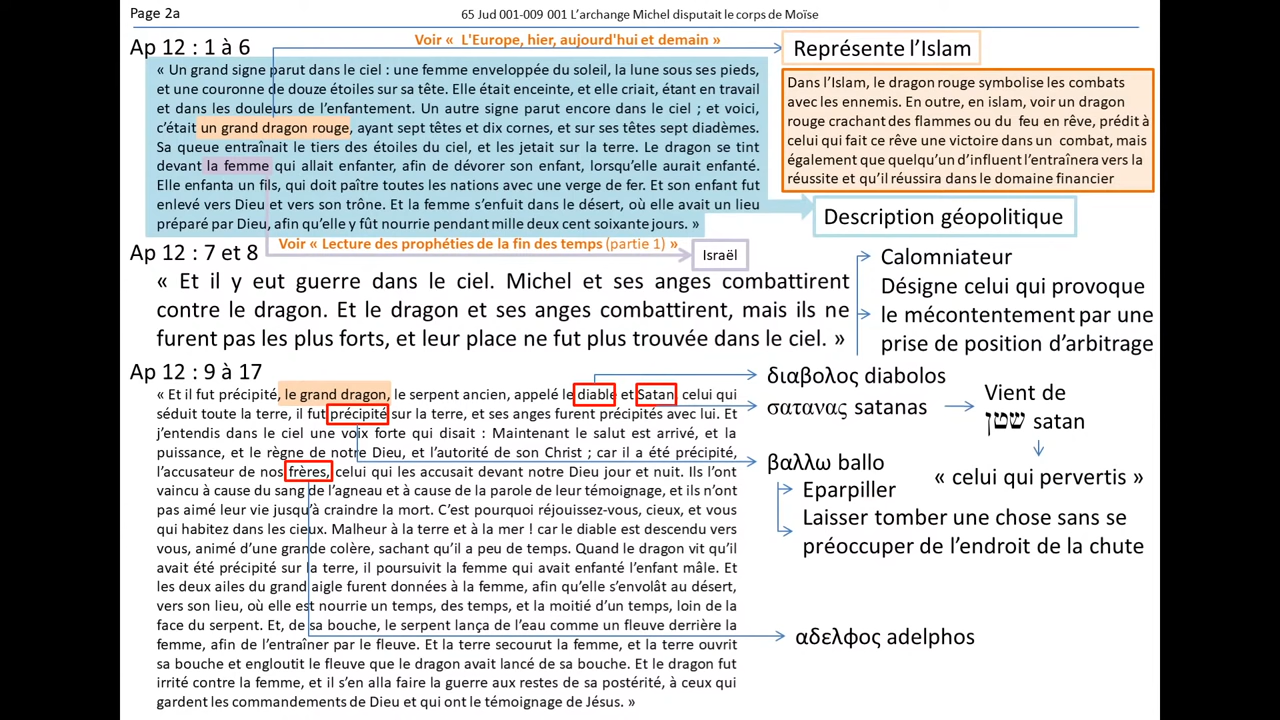 Page 2a
65 Jud 001-009 001 L’archange Michel disputait le corps de Moïse
Ap 12 : 1 à 6
Voir «  L'Europe, hier, aujourd'hui et demain »
Représente l’Islam
« Un grand signe parut dans le ciel : une femme enveloppée du soleil, la lune sous ses pieds,
et une couronne de douze étoiles sur sa tête. Elle était enceinte, et elle criait, étant en travail
et dans les douleurs de l’enfantement. Un autre signe parut encore dans le ciel ; et voici,
c’était un grand dragon rouge, ayant sept têtes et dix cornes, et sur ses têtes sept diadèmes.
Sa queue entraînait le tiers des étoiles du ciel, et les jetait sur la terre. Le dragon se tint
devant la femme qui allait enfanter, afin de dévorer son enfant, lorsqu’elle aurait enfanté.
Elle enfanta un fils, qui doit paître toutes les nations avec une verge de fer. Et son enfant fut
enlevé vers Dieu et vers son trône. Et la femme s’enfuit dans le désert, où elle avait un lieu
préparé par Dieu, afin qu’elle y fût nourrie pendant mille deux cent soixante jours. »
Dans l’Islam, le dragon rouge symbolise les combats
avec les ennemis. En outre, en islam, voir un dragon
rouge crachant des flammes ou du  feu en rêve, prédit à
celui qui fait ce rêve une victoire dans un  combat, mais
également que quelqu’un d’influent l’entraînera vers la
réussite et qu’il réussira dans le domaine financier
Description géopolitique
Voir « Lecture des prophéties de la fin des temps (partie 1) »
Israël
Ap 12 : 7 et 8
« Et il y eut guerre dans le ciel. Michel et ses anges combattirent
contre le dragon. Et le dragon et ses anges combattirent, mais ils ne
furent pas les plus forts, et leur place ne fut plus trouvée dans le ciel. »
Calomniateur
Désigne celui qui provoque
le mécontentement par une
prise de position d’arbitrage
Ap 12 : 9 à 17
« Et il fut précipité, le grand dragon, le serpent ancien, appelé le diable et Satan, celui qui
séduit toute la terre, il fut précipité sur la terre, et ses anges furent précipités avec lui. Et
j’entendis dans le ciel une voix forte qui disait : Maintenant le salut est arrivé, et la
puissance, et le règne de notre Dieu, et l’autorité de son Christ ; car il a été précipité,
l’accusateur de nos frères, celui qui les accusait devant notre Dieu jour et nuit. Ils l’ont
vaincu à cause du sang de l’agneau et à cause de la parole de leur témoignage, et ils n’ont
pas aimé leur vie jusqu’à craindre la mort. C’est pourquoi réjouissez-vous, cieux, et vous
qui habitez dans les cieux. Malheur à la terre et à la mer ! car le diable est descendu vers
vous, animé d’une grande colère, sachant qu’il a peu de temps. Quand le dragon vit qu’il
avait été précipité sur la terre, il poursuivit la femme qui avait enfanté l’enfant mâle. Et
les deux ailes du grand aigle furent données à la femme, afin qu’elle s’envolât au désert,
vers son lieu, où elle est nourrie un temps, des temps, et la moitié d’un temps, loin de la
face du serpent. Et, de sa bouche, le serpent lança de l’eau comme un fleuve derrière la
femme, afin de l’entraîner par le fleuve. Et la terre secourut la femme, et la terre ouvrit
sa bouche et engloutit le fleuve que le dragon avait lancé de sa bouche. Et le dragon fut
irrité contre la femme, et il s’en alla faire la guerre aux restes de sa postérité, à ceux qui
gardent les commandements de Dieu et qui ont le témoignage de Jésus. »
διαβολος diabolos
σατανας satanas
Vient de
שטן satan
« celui qui pervertis »
βαλλω ballo
Eparpiller
Laisser tomber une chose sans se
préoccuper de l’endroit de la chute
αδελφος adelphos